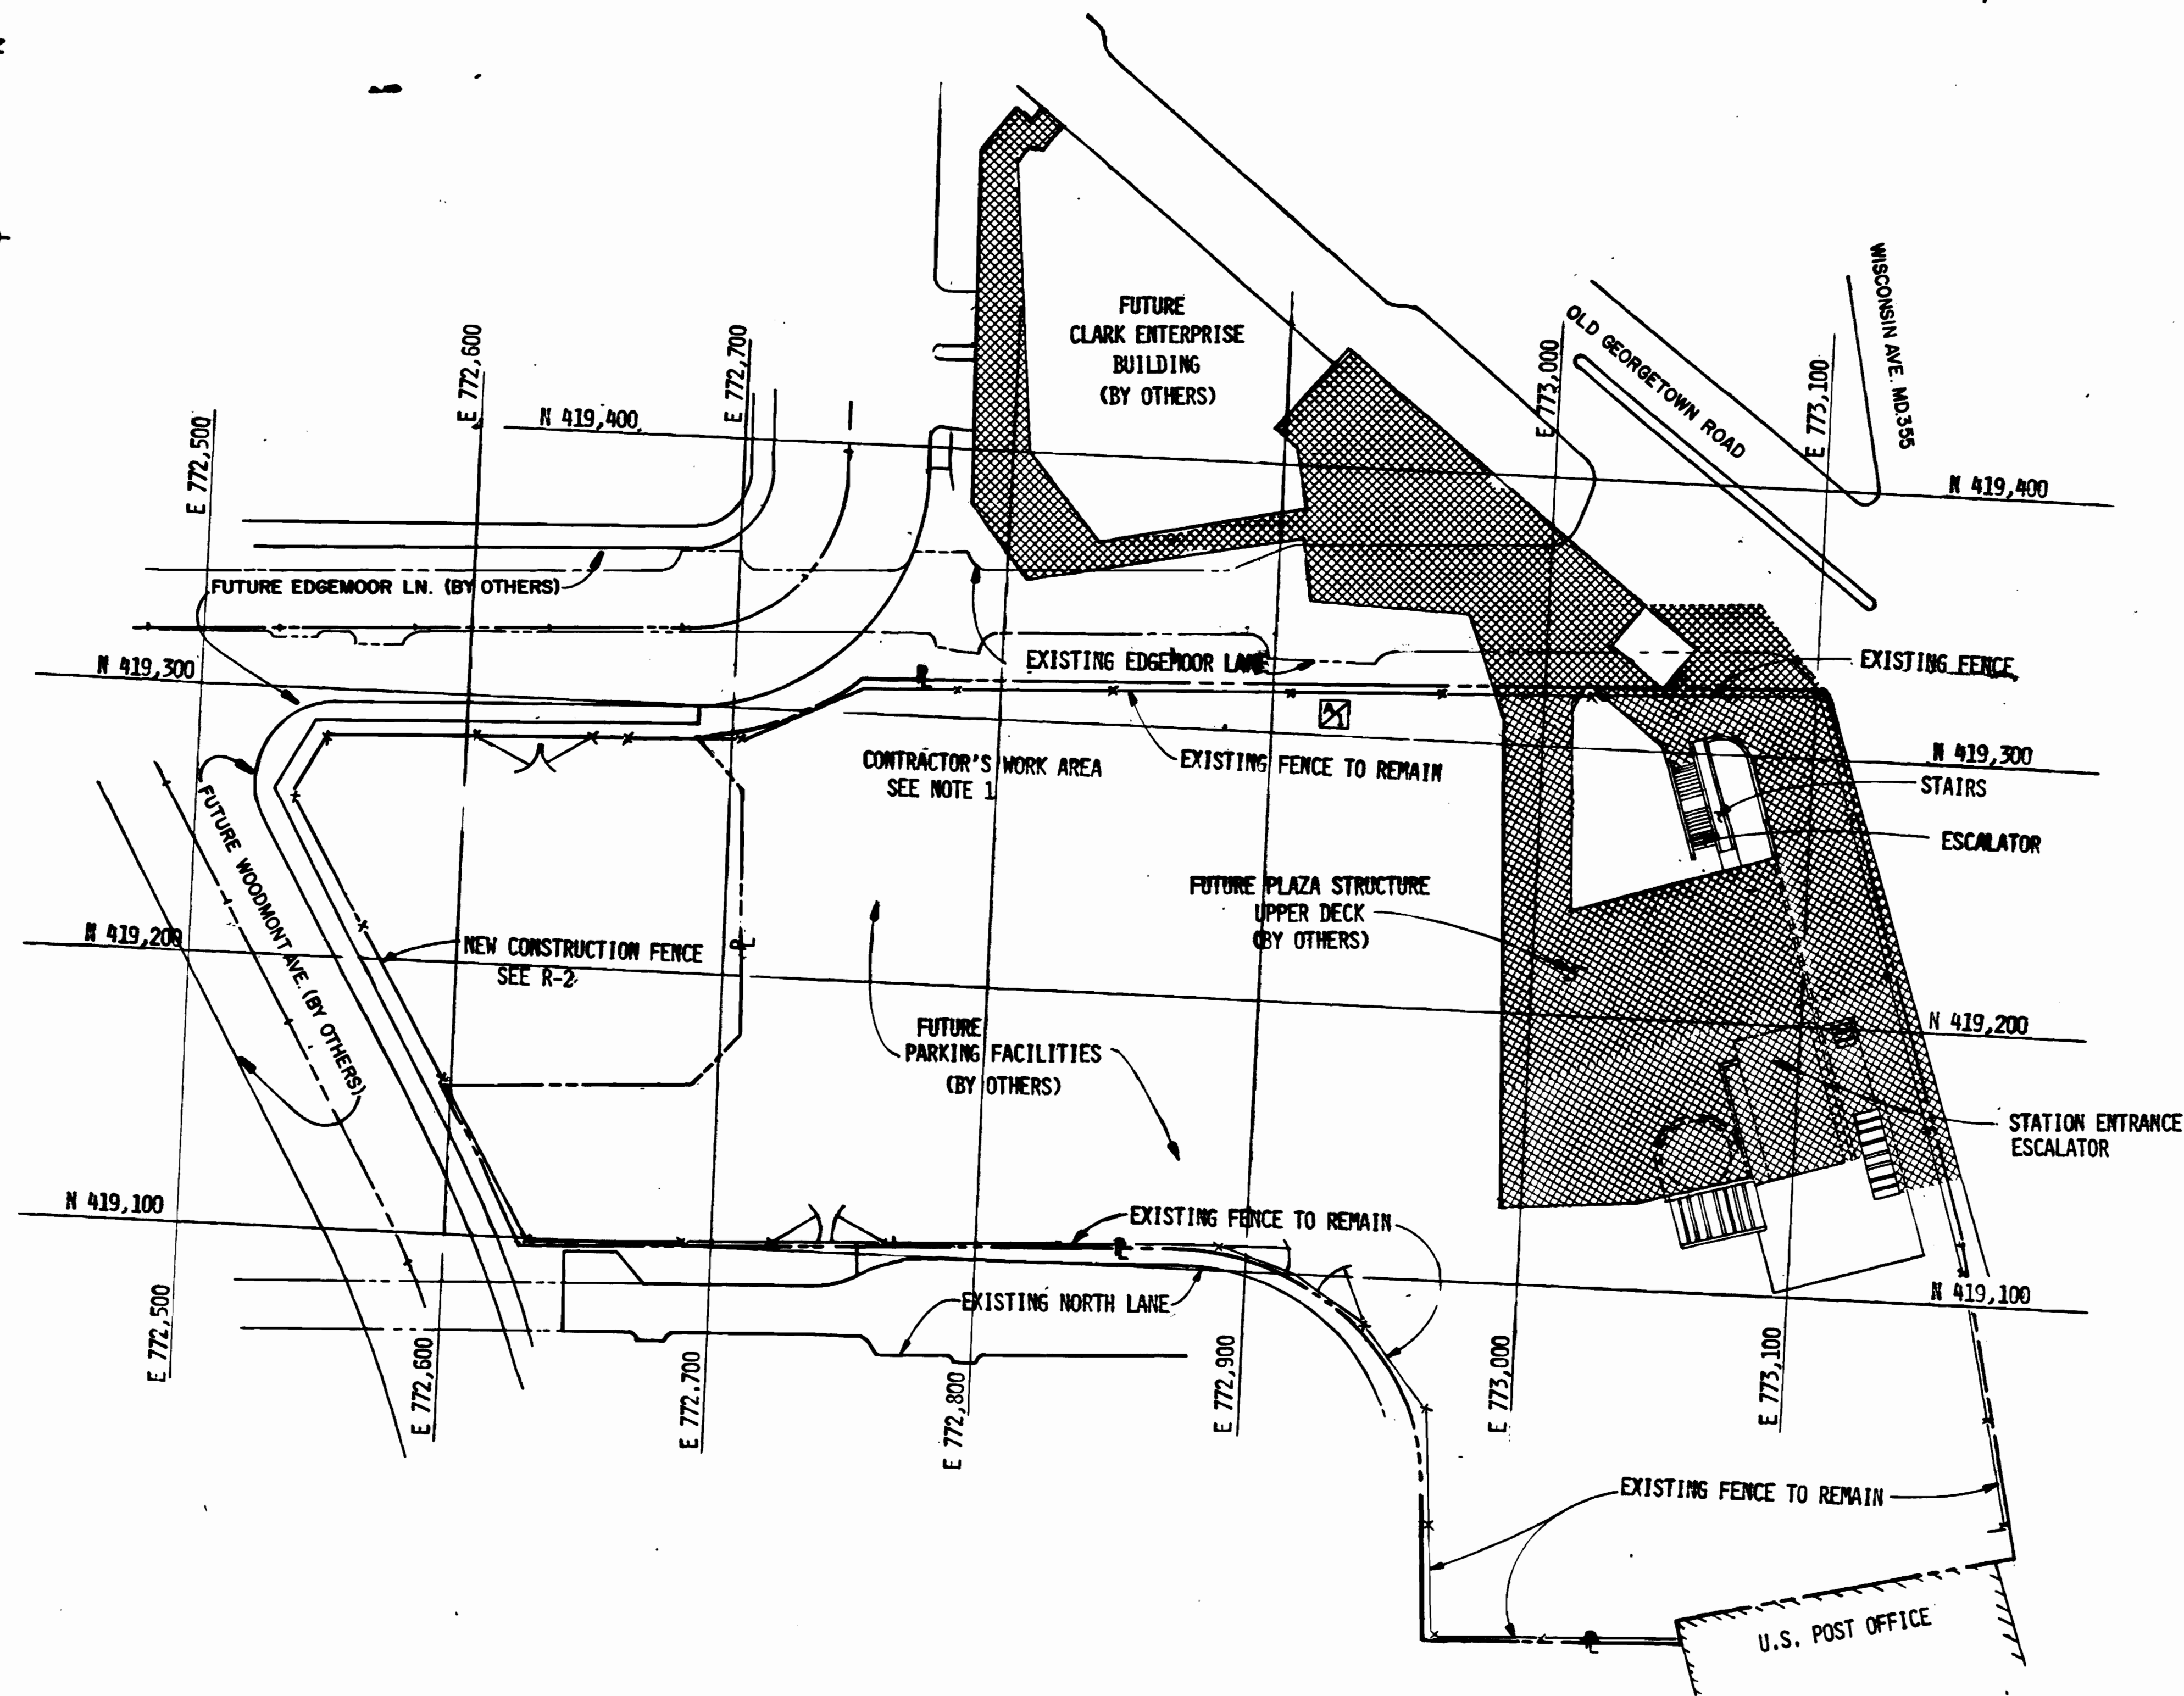 FUTURE
CLARK ENTERPRISE
BUILDING
(BY OTHERS)
WISCONSIN AVE. MD.355
OLD GEORGETOWN ROAD
E 772,500
E 772,600
E 772,700
E 773,000
E 773,100
N 419,400
N 419,400
FUTURE EDGEMOOR LN. (BY OTHERS)
N 419,300
EXISTING EDGEMOOR LANE
EXISTING FENCE
CONTRACTOR'S WORK AREA
SEE NOTE 1
EXISTING FENCE TO REMAIN
N 419,300
STAIRS
ESCALATOR
FUTURE WOODMONT AVE. (BY OTHERS)
FUTURE PLAZA STRUCTURE
UPPER DECK
(BY OTHERS)
N 419,200
NEW CONSTRUCTION FENCE
SEE R-2
N 419,200
FUTURE
PARKING FACILITIES
(BY OTHERS)
STATION ENTRANCE
ESCALATOR
N 419,100
EXISTING FENCE TO REMAIN
EXISTING NORTH LANE
N 419,100
E 772,500
E 772,600
E 772.700
E 772,800
E 772,900
E 773,000
E 773,100
EXISTING FENCE TO REMAIN
U.S. POST OFFICE